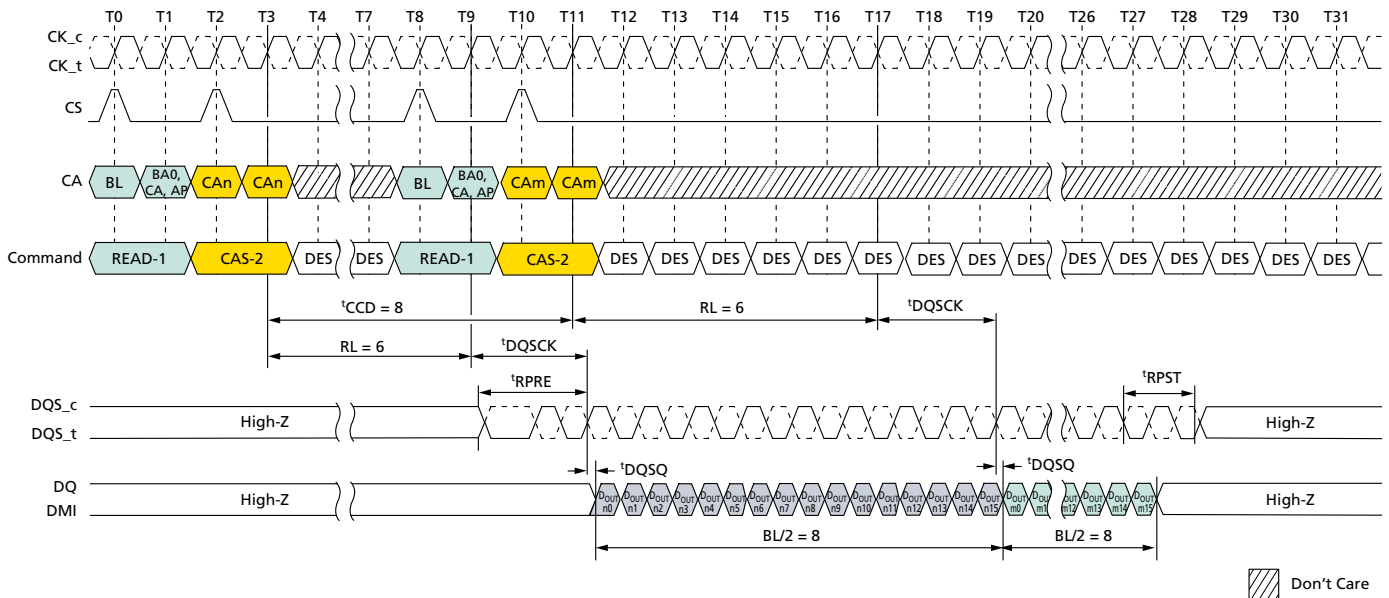 T0 T1 T2 T3 T4 T7 T8 T9 T10 T11 T12 T13 T14 T15 T16 T17 T18 T19 T20 T26 T27 T28 T29 T30 T31
CK_c
CK_t
CS
CA BL BA0, CA, AP CAn CAn BL BA0, CA, AP CAm CAm
Command READ-1 CAS-2 DES DES READ-1 CAS-2 DES DES DES DES DES DES DES DES DES DES DES DES DES DES DES
tCCD = 8 RL = 6 tDQSCK
RL = 6 tDQSCK
tRPRE tRPST
DQS_c
DQS_t High-Z High-Z
tDQSQ tDQSQ
DQ
DMI High-Z DOUT n0 DOUT n1 DOUT n2 DOUT n3 DOUT n4 DOUT n5 DOUT n6 DOUT n7 DOUT n8 DOUT n9 DOUT n10 DOUT n11 DOUT n12 DOUT n13 DOUT n14 DOUT n15 DOUT m0 DOUT m1 DOUT m12 DOUT m13 DOUT m14 DOUT m15 High-Z
BL/2 = 8 BL/2 = 8
Don't Care